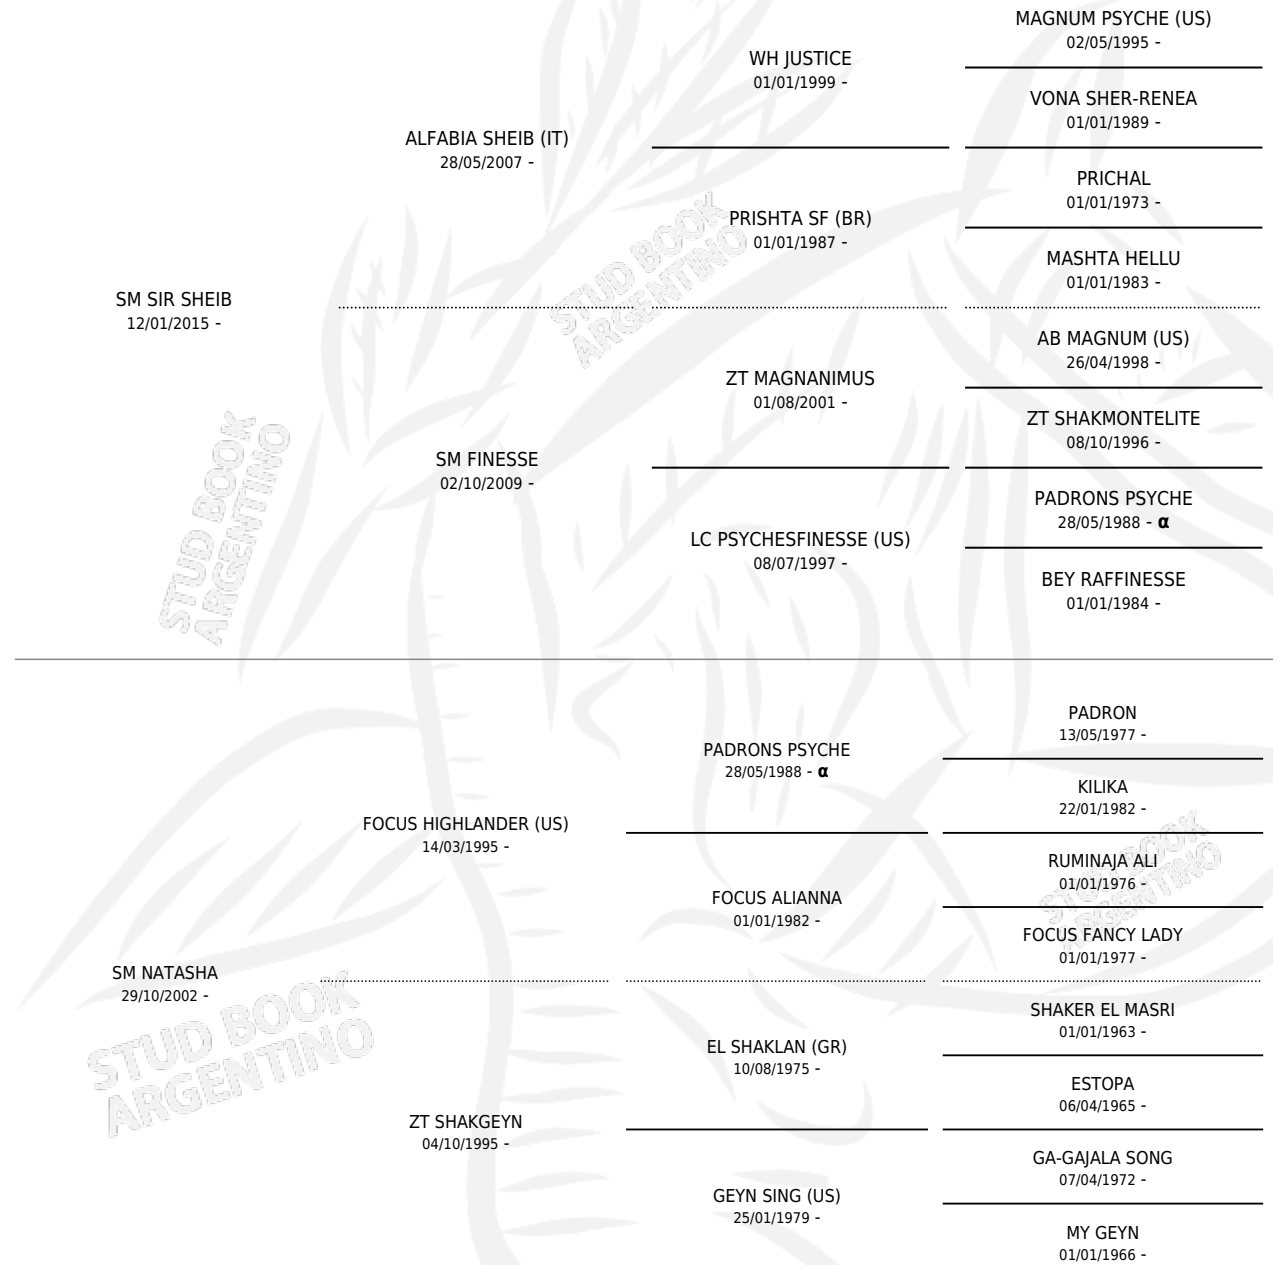 MAGNUM PSYCHE (US)
02/05/1995 -
WH JUSTICE
01/01/1999 -
VONA SHER-RENEA
01/01/1989 -
ALFABIA SHEIB (IT)
28/05/2007 -
PRICHAL
01/01/1973 -
PRISHTA SF (BR)
01/01/1987 -
MASHTA HELLU
01/01/1983 -
SM SIR SHEIB
12/01/2015 -
AB MAGNUM (US)
26/04/1998 -
ZT MAGNANIMUS
01/08/2001 -
ZT SHAKMONTELITE
08/10/1996 -
SM FINESSE
02/10/2009 -
PADRONS PSYCHE
28/05/1988 - α
LC PSYCHESFINESSE (US)
08/07/1997 -
BEY RAFFINESSE
01/01/1984 -
PADRON
13/05/1977 -
PADRONS PSYCHE
28/05/1988 - α
KILIKA
22/01/1982 -
FOCUS HIGHLANDER (US)
14/03/1995 -
RUMINAJA ALI
01/01/1976 -
FOCUS ALIANNA
01/01/1982 -
FOCUS FANCY LADY
01/01/1977 -
SM NATASHA
29/10/2002 -
SHAKER EL MASRI
01/01/1963 -
EL SHAKLAN (GR)
10/08/1975 -
ESTOPA
06/04/1965 -
ZT SHAKGEYN
04/10/1995 -
GA-GAJALA SONG
07/04/1972 -
GEYN SING (US)
25/01/1979 -
MY GEYN
01/01/1966 -
STUD BOOK
ARGENTINO
STUD BOOK
ARGENTINO
STUD BOOK
ARGENTINO
STUD BOOK
ARGENTINO